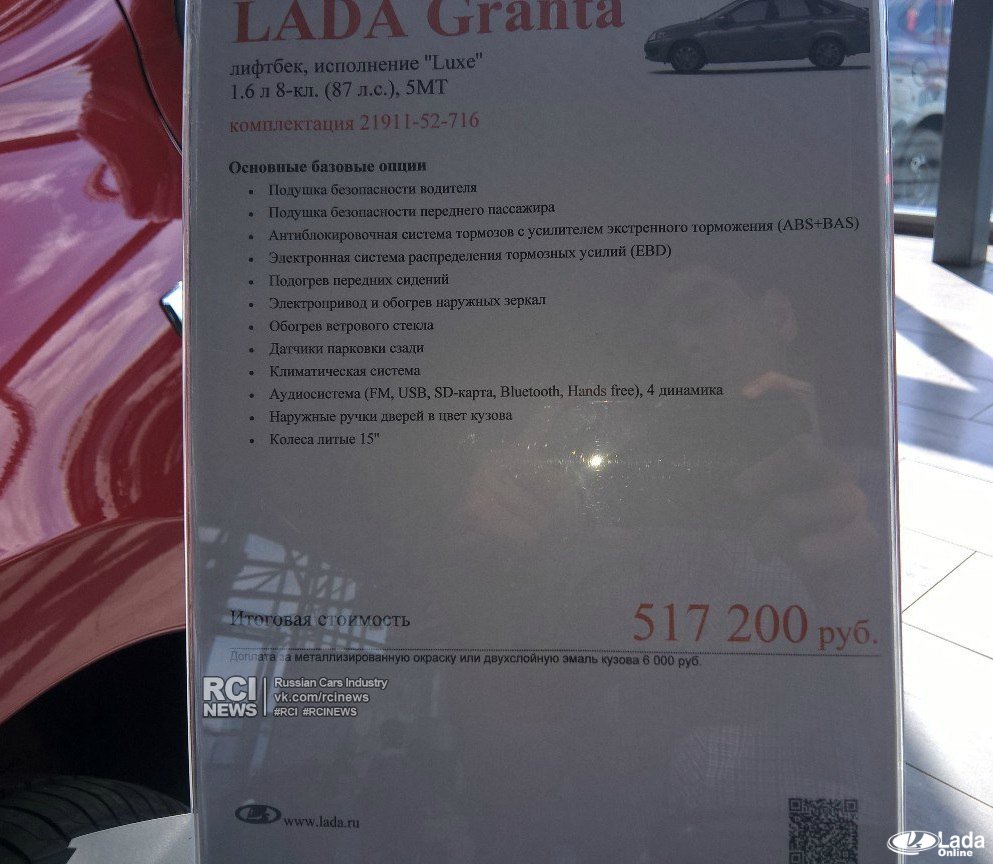 LADA Granta
лифтбек, исполнение "Luxe"
1.6 л 8-кл. (87 л.с.), 5МТ
комплектация 21911-52-716
Основные базовые опции
• Подушка безопасности водителя
• Подушка безопасности переднего пассажира
• Антиблокировочная система тормозов с усилителем экстренного торможения (ABS+BAS)
• Электронная система распределения тормозных усилий (EBD)
• Подогрев передних сидений
• Электропривод и обогрев наружных зеркал
• Обогрев ветрового стекла
• Датчики парковки сзади
• Климатическая система
• Аудиосистема (FM, USB, SD-карта, Bluetooth, Hands free), 4 динамика
• Наружные ручки дверей в цвет кузова
• Колеса литые 15"
Итоговая стоимость 517 200 руб.
Доплата за металлизированную окраску или двухслойную эмаль кузова 6 000 руб.
RCI NEWS
Russian Cars Industry
vk.com/rcinews
#RCI #RCINEWS
www.lada.ru
Lada
Online